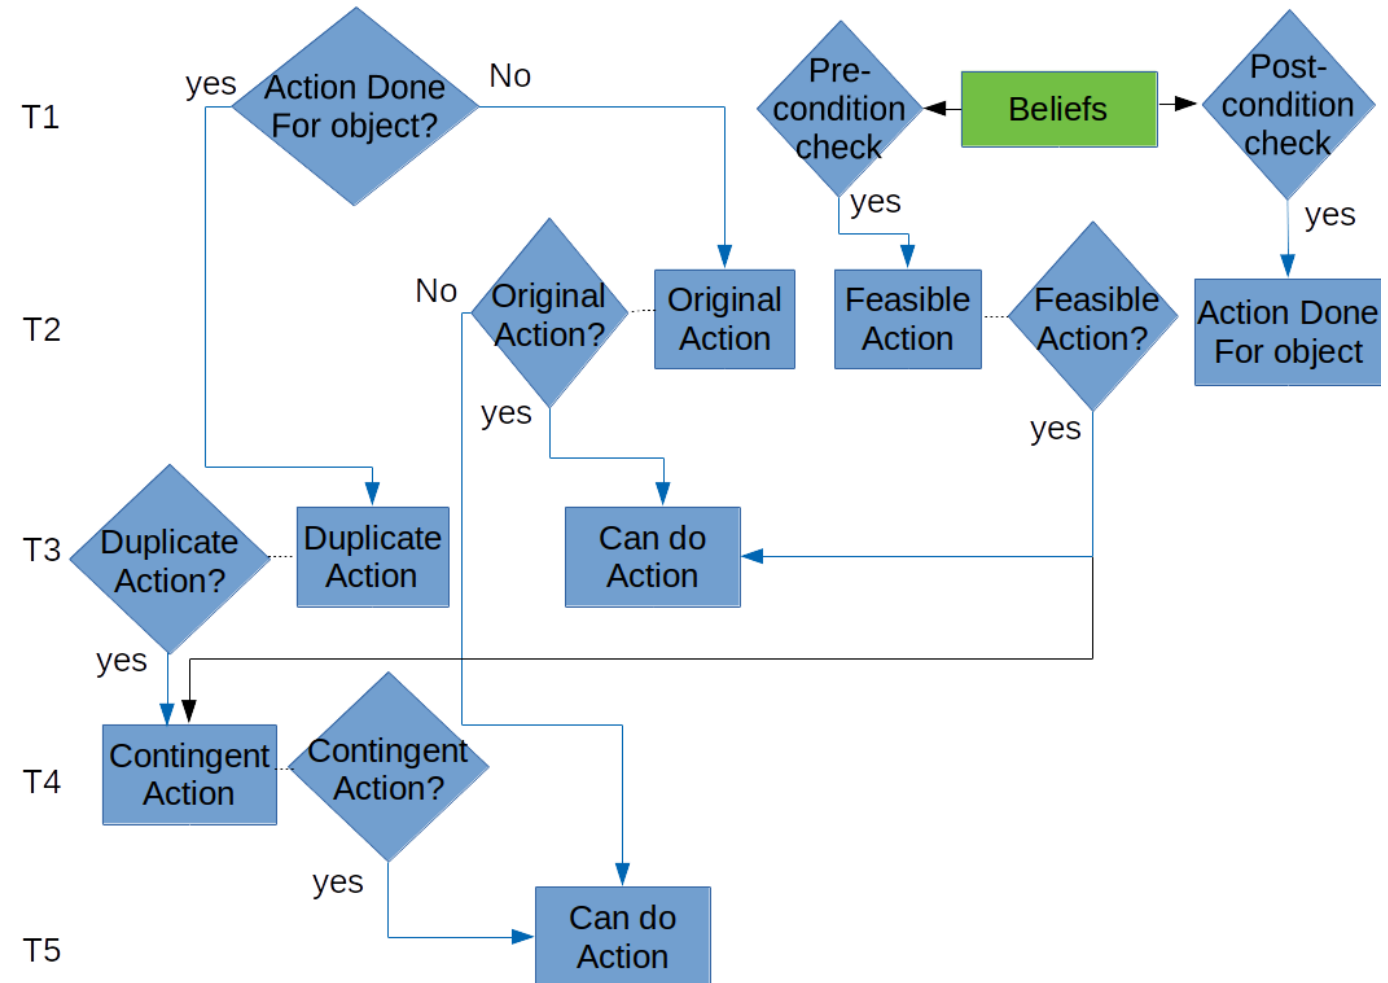 T1
yes
Action Done
For object?
No
Pre-
condition
check
Beliefs
Post-
condition
check
yes
yes
T2
No
Original
Action?
Original
Action
Feasible
Action
Feasible
Action?
Action Done
For object
yes
yes
T3
Duplicate
Action?
Duplicate
Action
Can do
Action
yes
T4
Contingent
Action
Contingent
Action?
yes
T5
Can do
Action